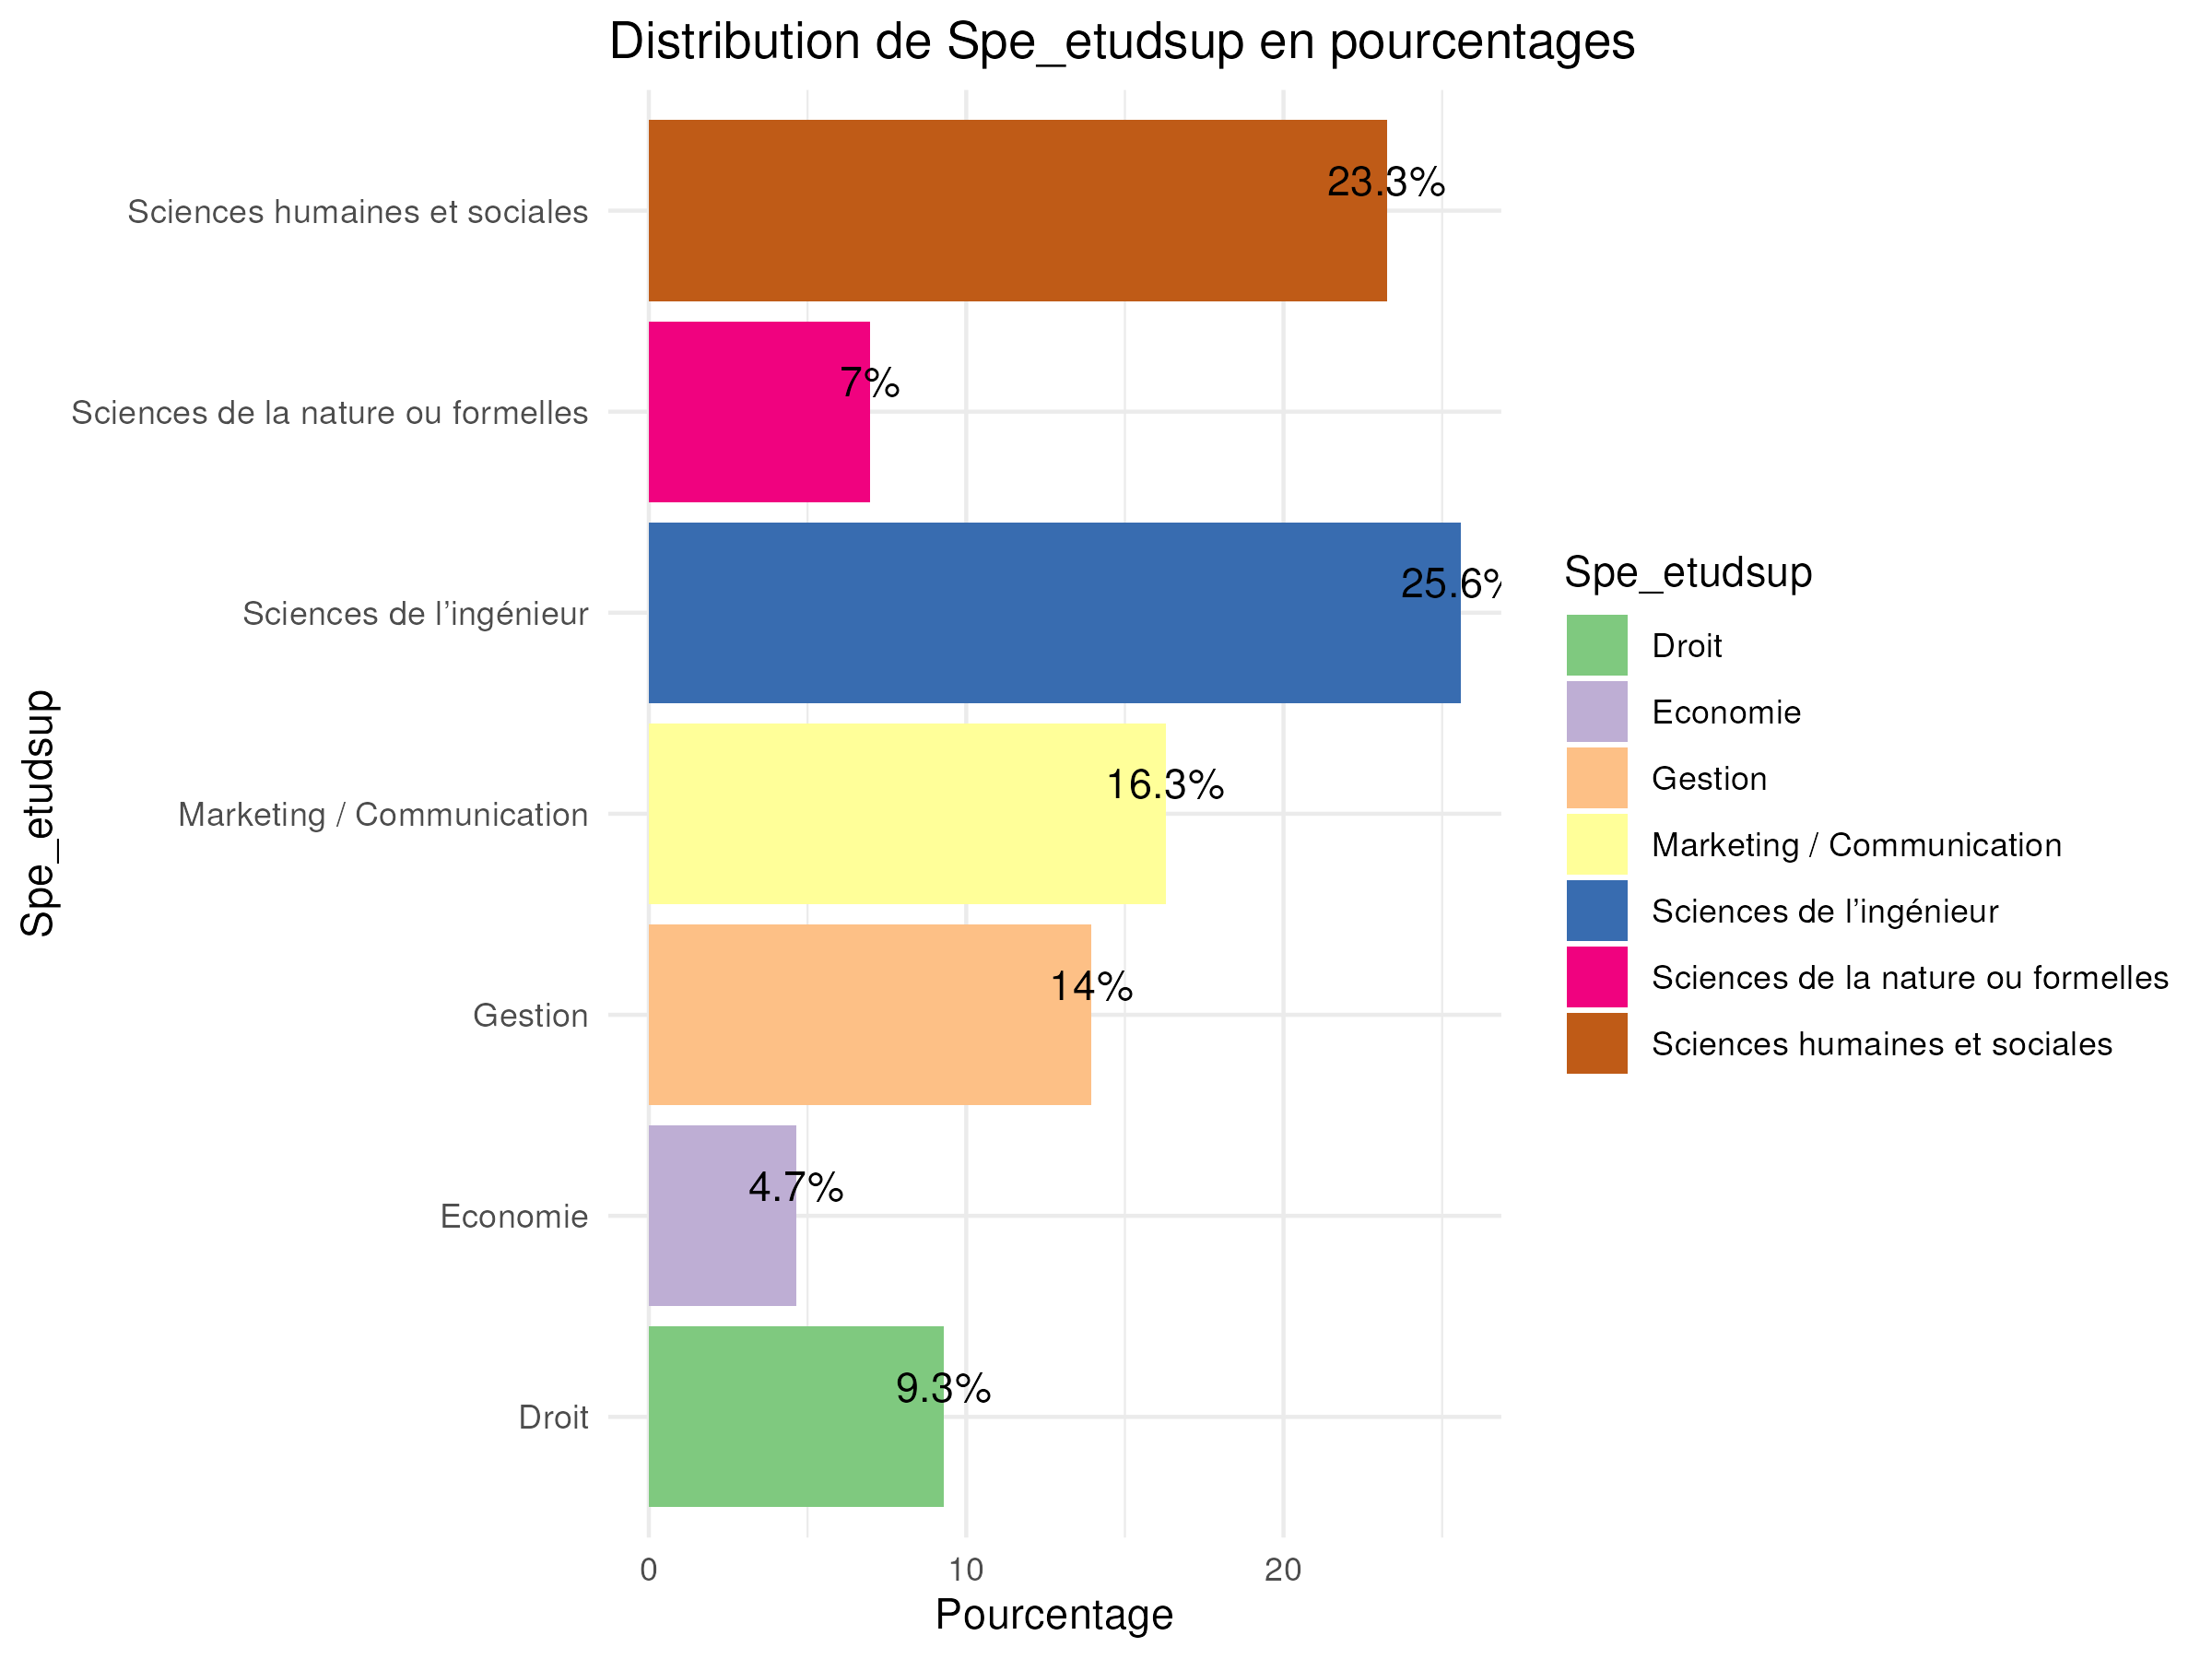 Distribution de Spe_etudsup en pourcentages
Spe_etudsup
Sciences humaines et sociales
23.3%
Sciences de la nature ou formelles
7%
Sciences de l’ingénieur
25.6%
Marketing / Communication
16.3%
Gestion
14%
Economie
4.7%
Droit
9.3%
0
10
20
Pourcentage
Spe_etudsup
Droit
Economie
Gestion
Marketing / Communication
Sciences de l’ingénieur
Sciences de la nature ou formelles
Sciences humaines et sociales